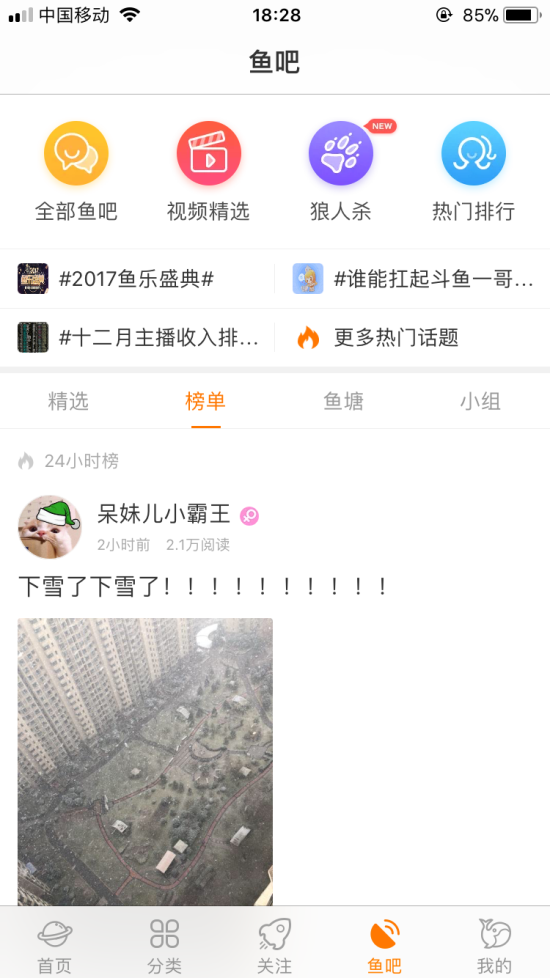 中国移动 18:28 85%
鱼吧
NEW
全部鱼吧 视频精选 狼人杀 热门排行
#2017鱼乐盛典# #谁能扛起斗鱼一哥...
#十二月主播收入排... 更多热门话题
精选 榜单 鱼塘 小组
24小时榜
呆妹儿小霸王
2小时前 2.1万阅读
下雪了下雪了！！！！！！！！！！
首页 分类 关注 鱼吧 我的